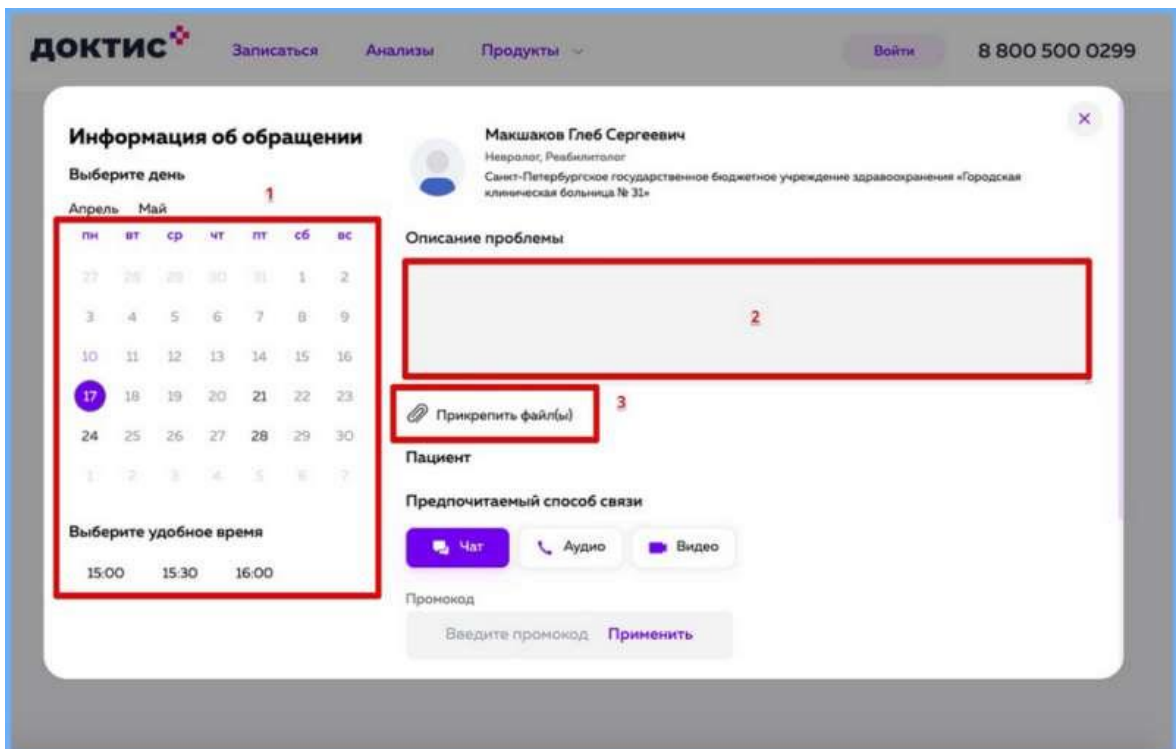 ДОКТИС
Записаться Анализы Продукты Войти 8 800 500 0299
Информация об обращении
Выберите день
1
Апрель Май
пн вт ср чт пт сб вс
27 28 29 30 31 1 2
3 4 5 6 7 8 9
10 11 12 13 14 15 16
17 18 19 20 21 22 23
24 25 26 27 28 29 30
1 2 3 4 5 6 7
Выберите удобное время
15:00 15:30 16:00
Макшаков Глеб Сергеевич
Невролог, Реабилитолог
Санкт-Петербургское государственное бюджетное учреждение здравоохранения «Городская
клиническая больница № 31»
Описание проблемы
2
Прикрепить файл(ы) 3
Пациент
Предпочитаемый способ связи
Чат Аудио Видео
Промокод
Введите промокод Применить